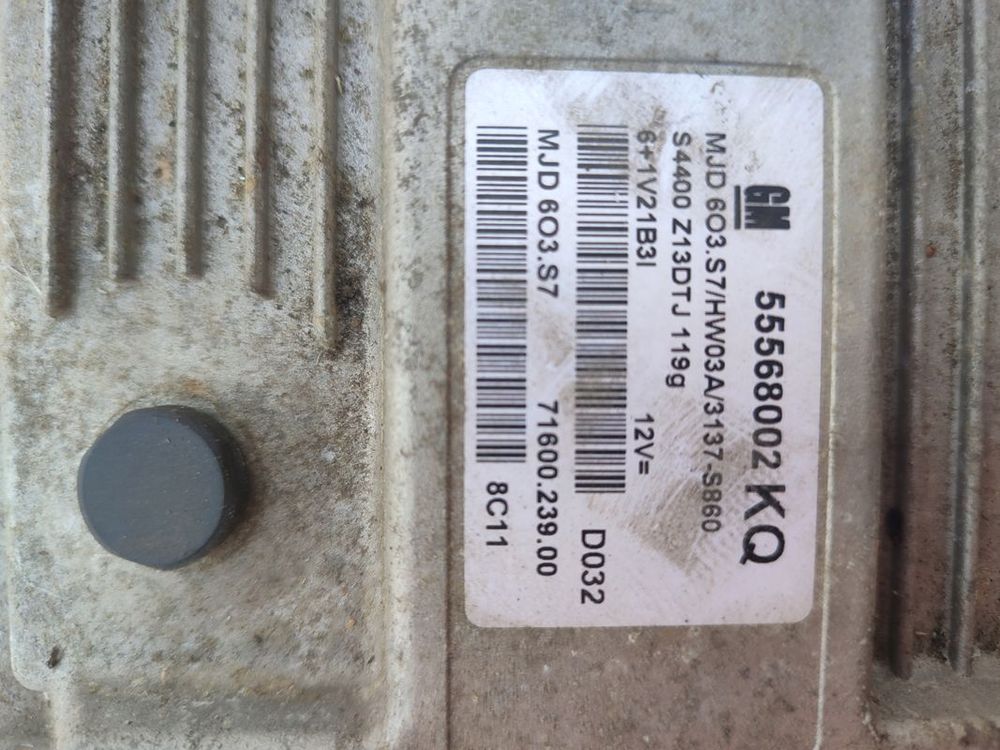 GM 55568002 KQ
MJD 6O3.S7/HW03A/3137-S860
S4400 Z13DTJ 119g
6+1V21B3I 12V=
D032
MJD 6O3.S7 71600.239.00
8C11